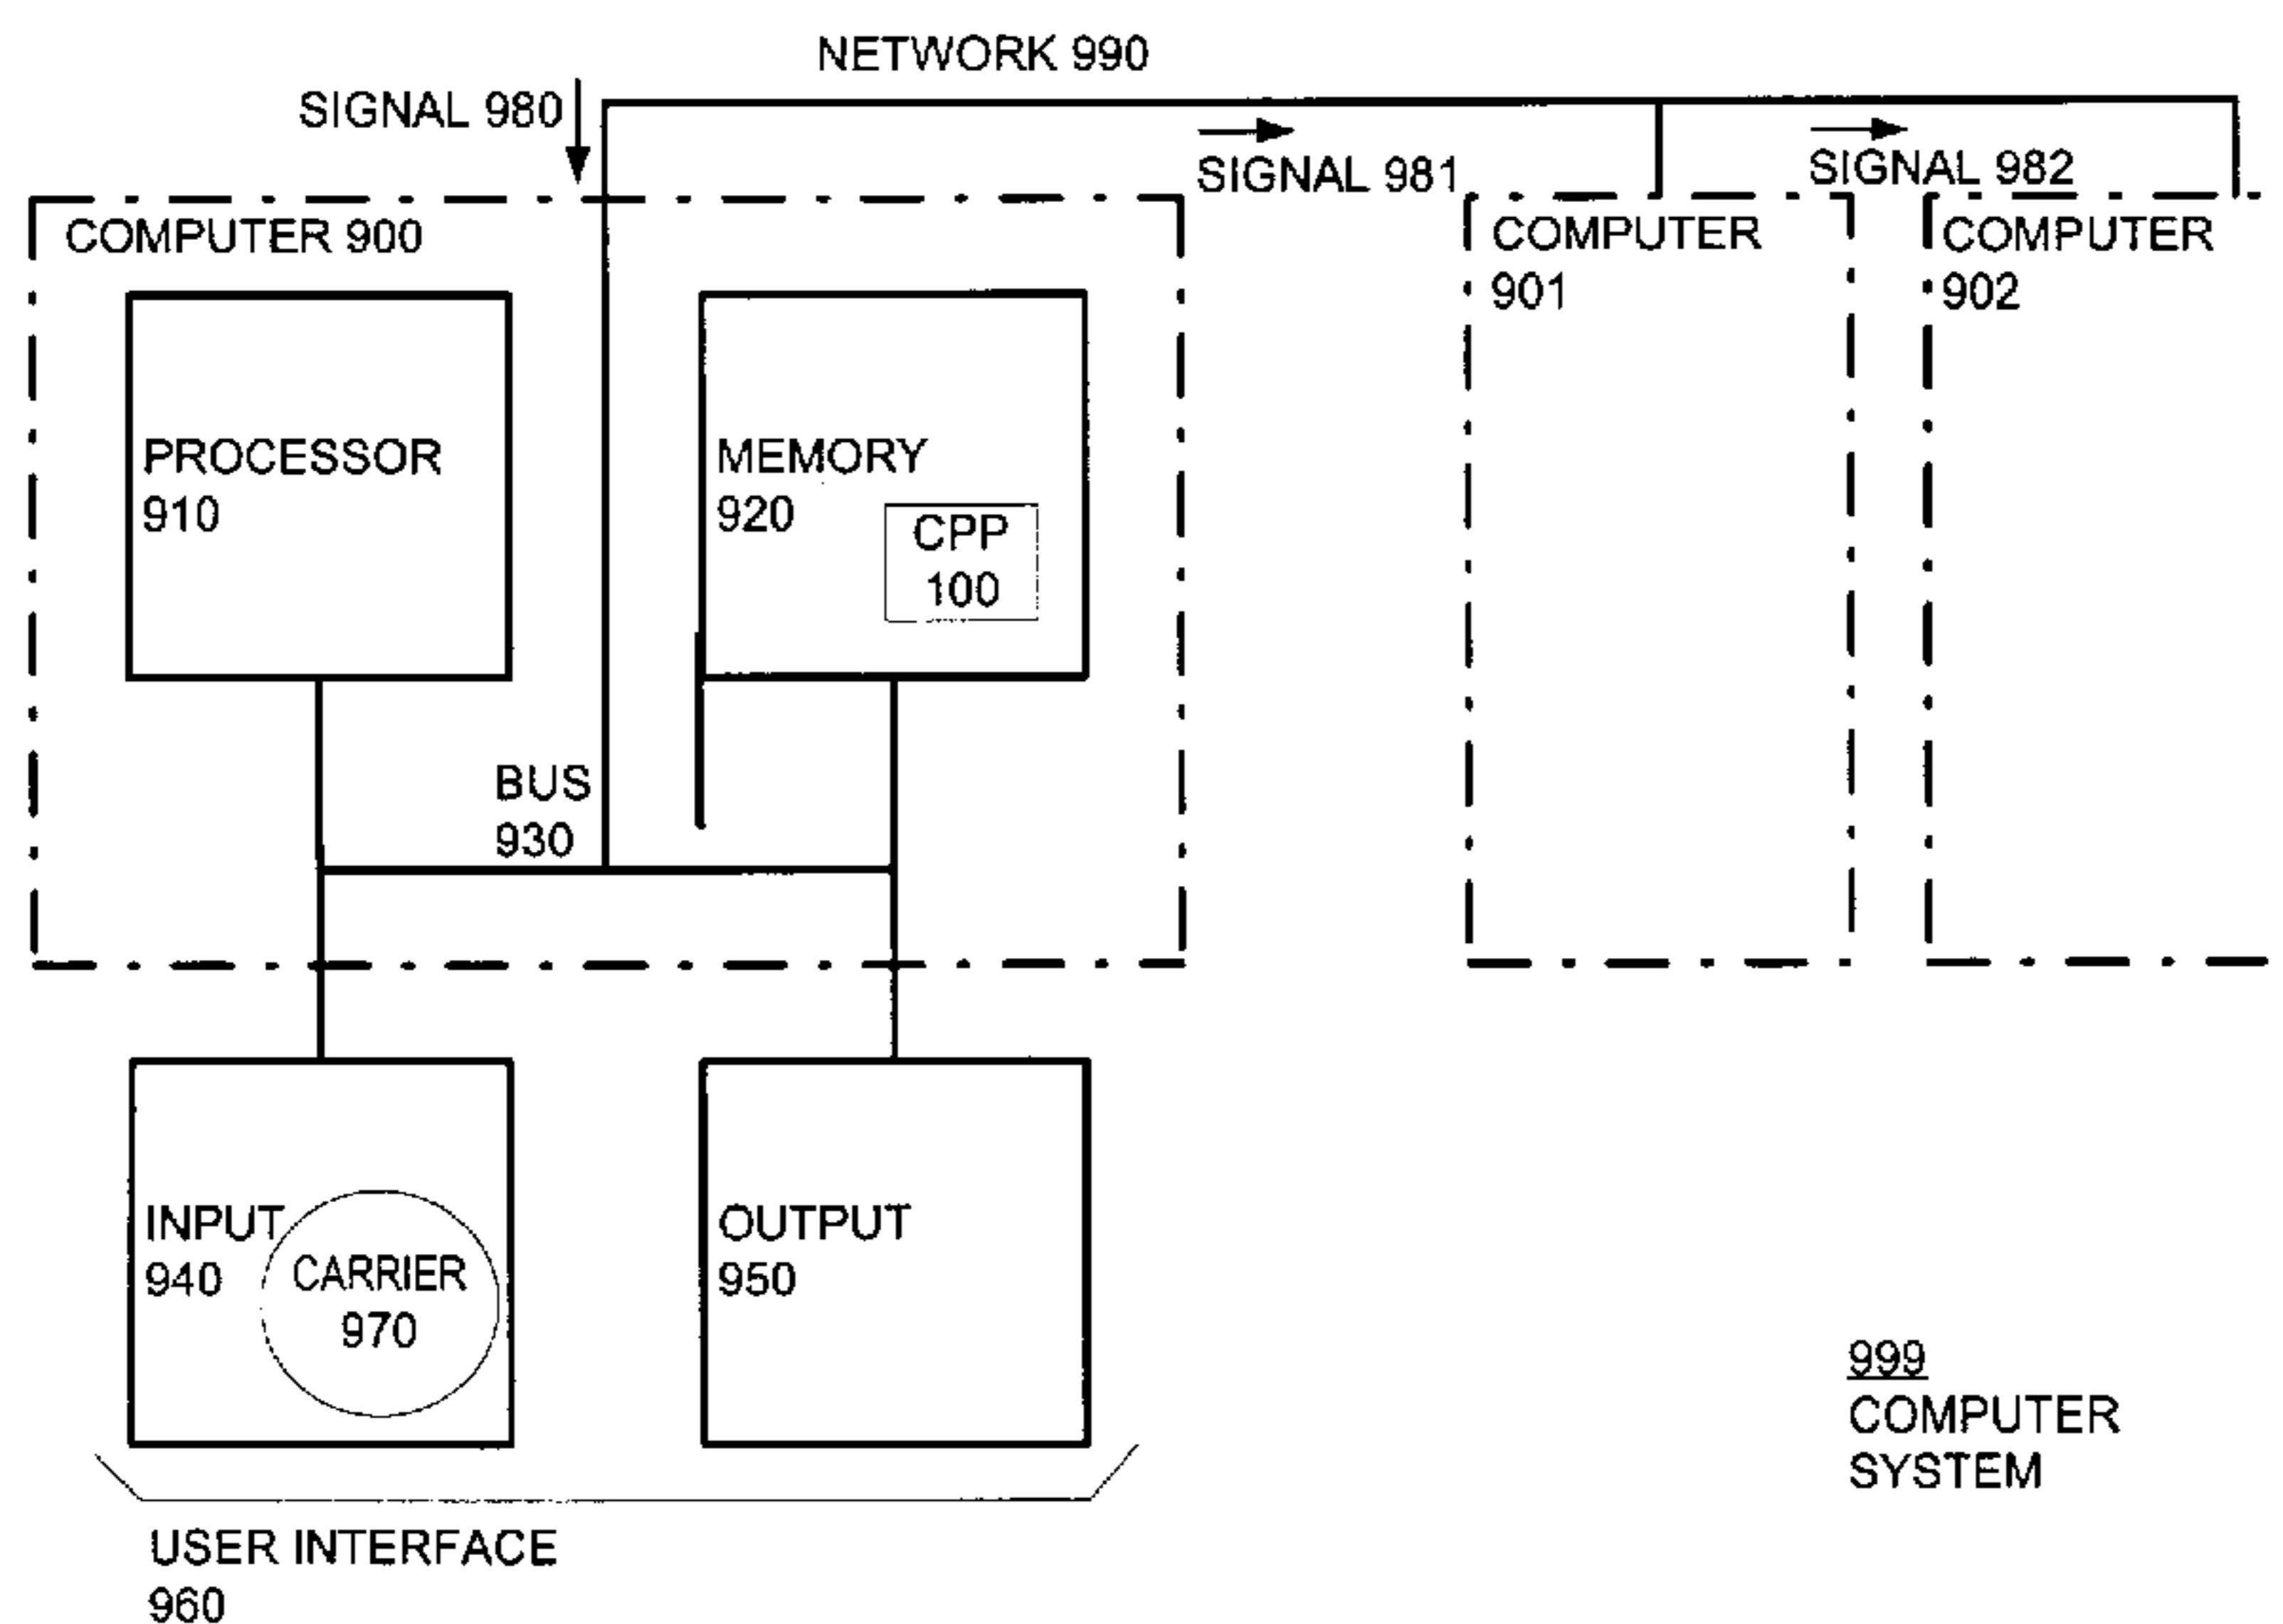 NETWORK 990
SIGNAL 980
SIGNAL 981
SIGNAL 982
COMPUTER 900
COMPUTER
901
COMPUTER
902
PROCESSOR
910
MEMORY
920
CPP
100
BUS
930
INPUT
940
CARRIER
970
OUTPUT
950
999
COMPUTER
SYSTEM
USER INTERFACE
960